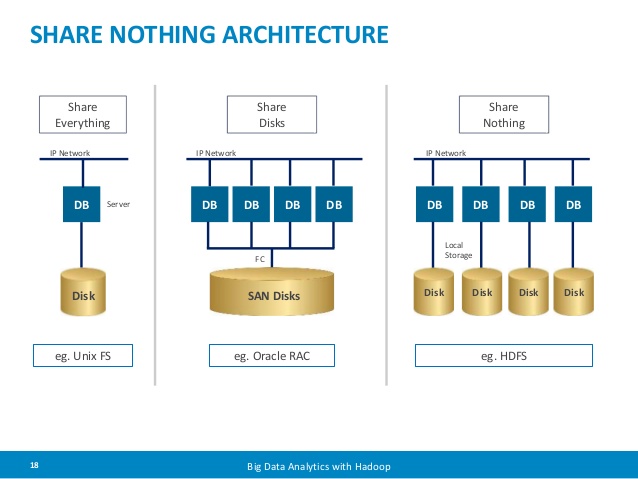 SHARE NOTHING ARCHITECTURE
Share
Everything
IP Network
DB
Server
Disk
eg. Unix FS
Share
Disks
IP Network
DB DB DB DB
FC
SAN Disks
eg. Oracle RAC
Share
Nothing
IP Network
DB DB DB DB
Local
Storage
Disk Disk Disk Disk
eg. HDFS
18
Big Data Analytics with Hadoop